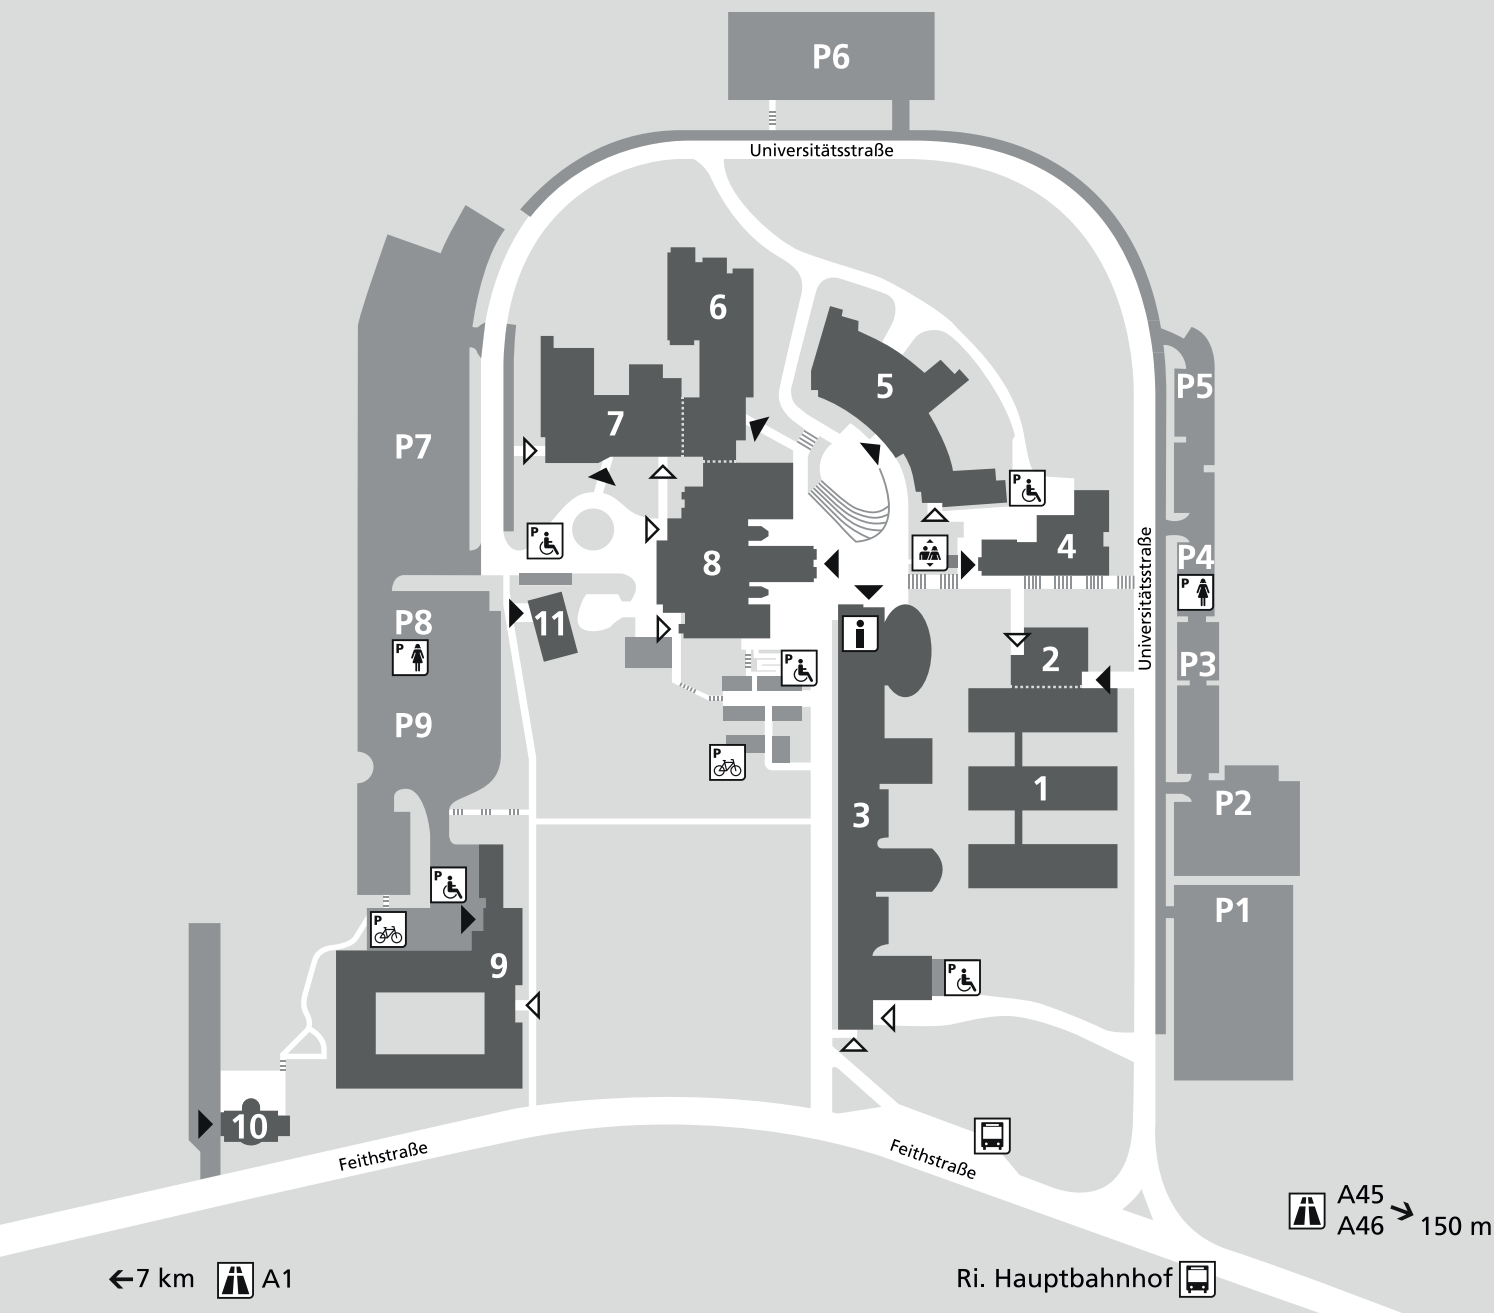 P6
Universitätsstraße
6
5
P5
7
P7
P
4
Universitätsstraße
P
8
P4
P
11
P8
P
i
2
P3
P
P9
P
1
P2
3
P
P
P1
9
P
10
Feithstraße
Feithstraße
A45
A46
150 m
7 km
A1
Ri. Hauptbahnhof